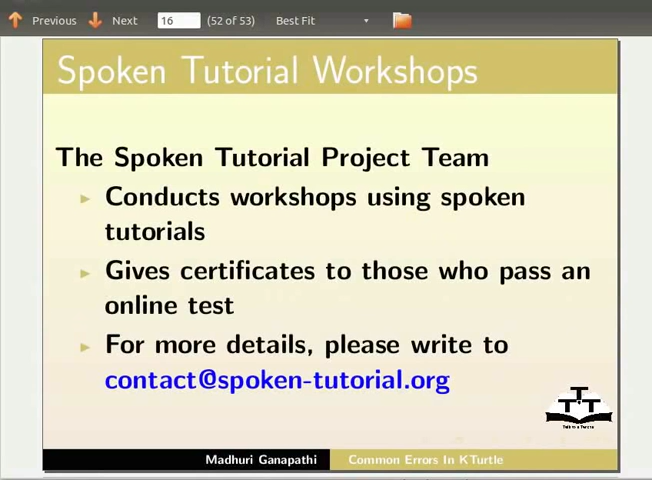 Previous Next 16 (52 of 53) Best Fit
Spoken Tutorial Workshops
The Spoken Tutorial Project Team
Conducts workshops using spoken
tutorials
Gives certificates to those who pass an
online test
For more details, please write to
contact@spoken-tutorial.org
Madhuri Ganapathi Common Errors In KTurtle